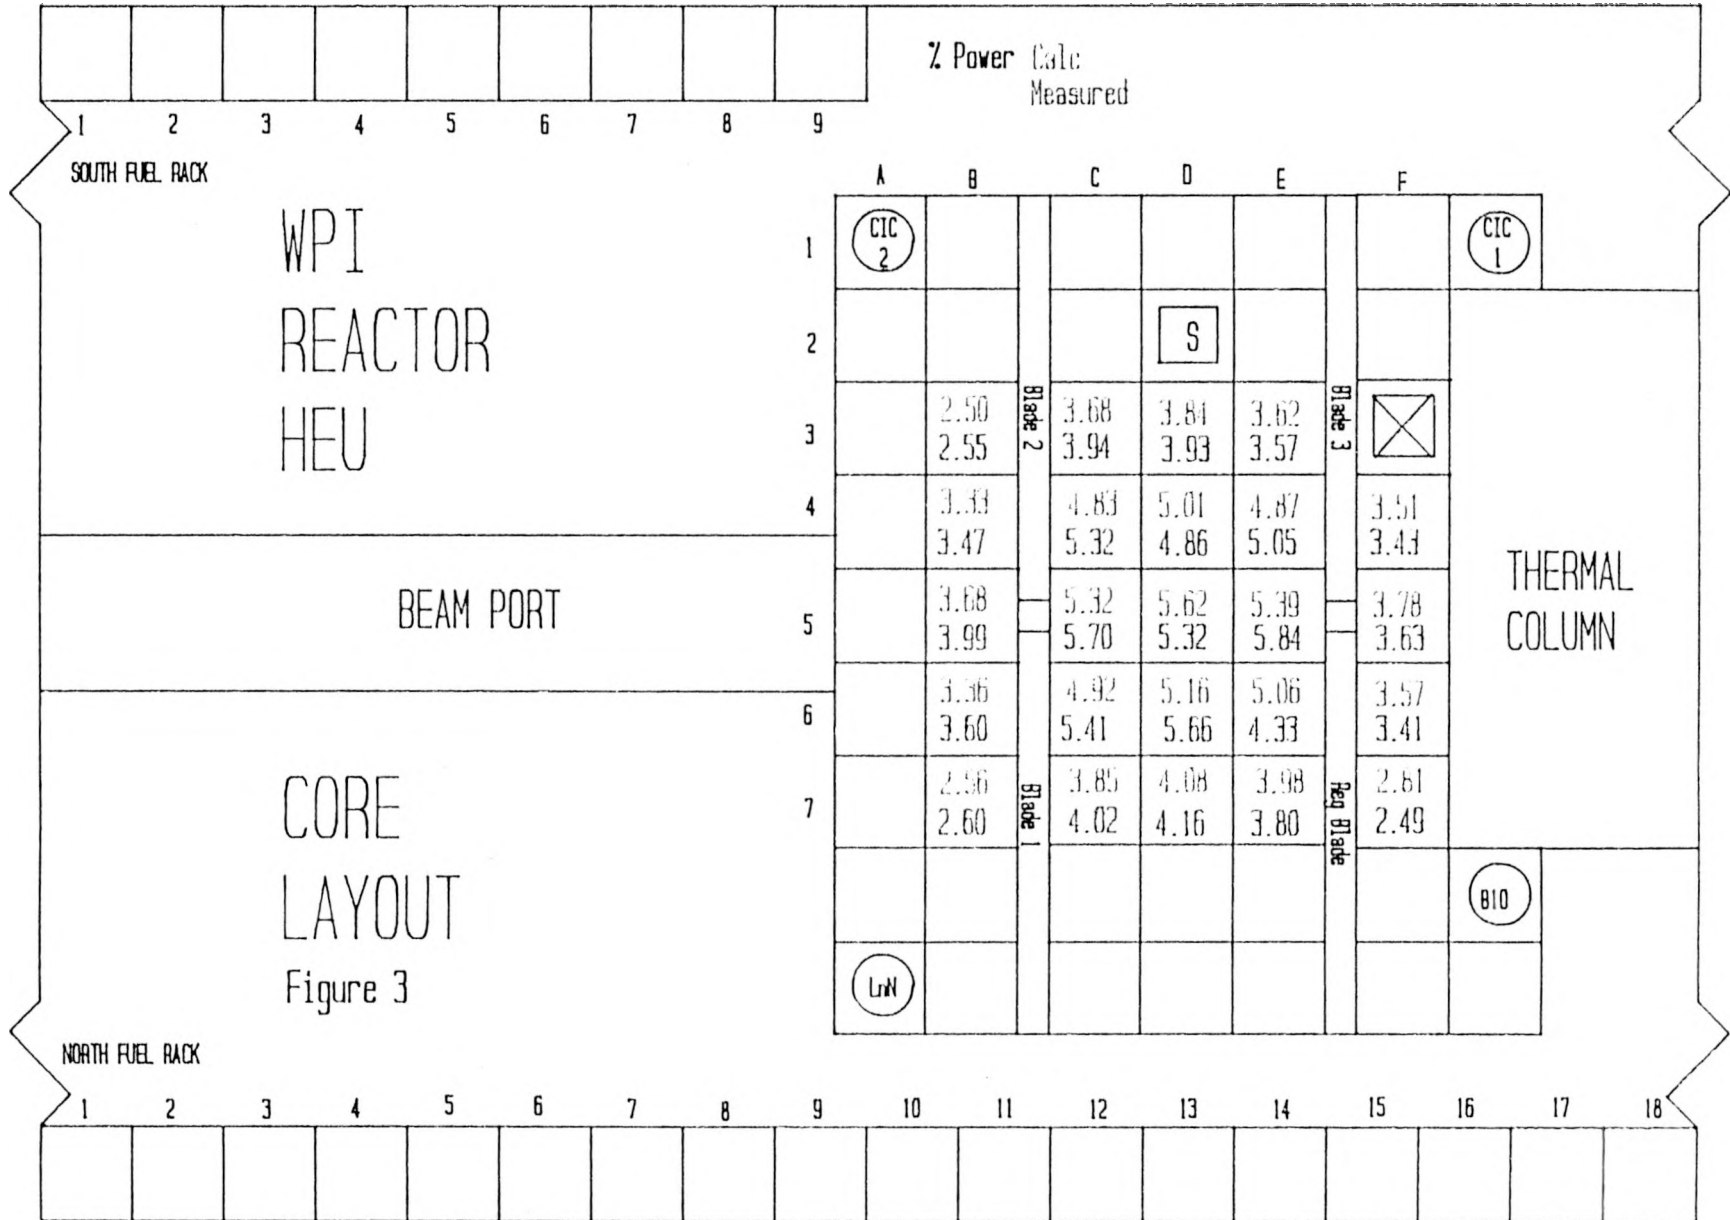 % Power Calc
Measured
1 2 3 4 5 6 7 8 9
SOUTH FUEL RACK
A B C D E F
WPI
REACTOR
HEU
1 CIC 2 CIC 1
2 S
Blade 2 Blade 3
3 2.50 3.68 3.84 3.62
2.55 3.94 3.93 3.57
4 3.33 4.83 5.01 4.87 3.51
3.47 5.32 4.86 5.05 3.43
THERMAL
COLUMN
BEAM PORT
5 3.68 5.32 5.62 5.39 3.78
3.99 5.70 5.32 5.84 3.63
6 3.36 4.92 5.16 5.06 3.57
3.60 5.41 5.66 4.33 3.41
Blade 1 Reg Blade
7 2.56 3.85 4.08 3.98 2.61
2.60 4.02 4.16 3.80 2.49
CORE
LAYOUT
Figure 3
B10
LnN
NORTH FUEL RACK
1 2 3 4 5 6 7 8 9 10 11 12 13 14 15 16 17 18